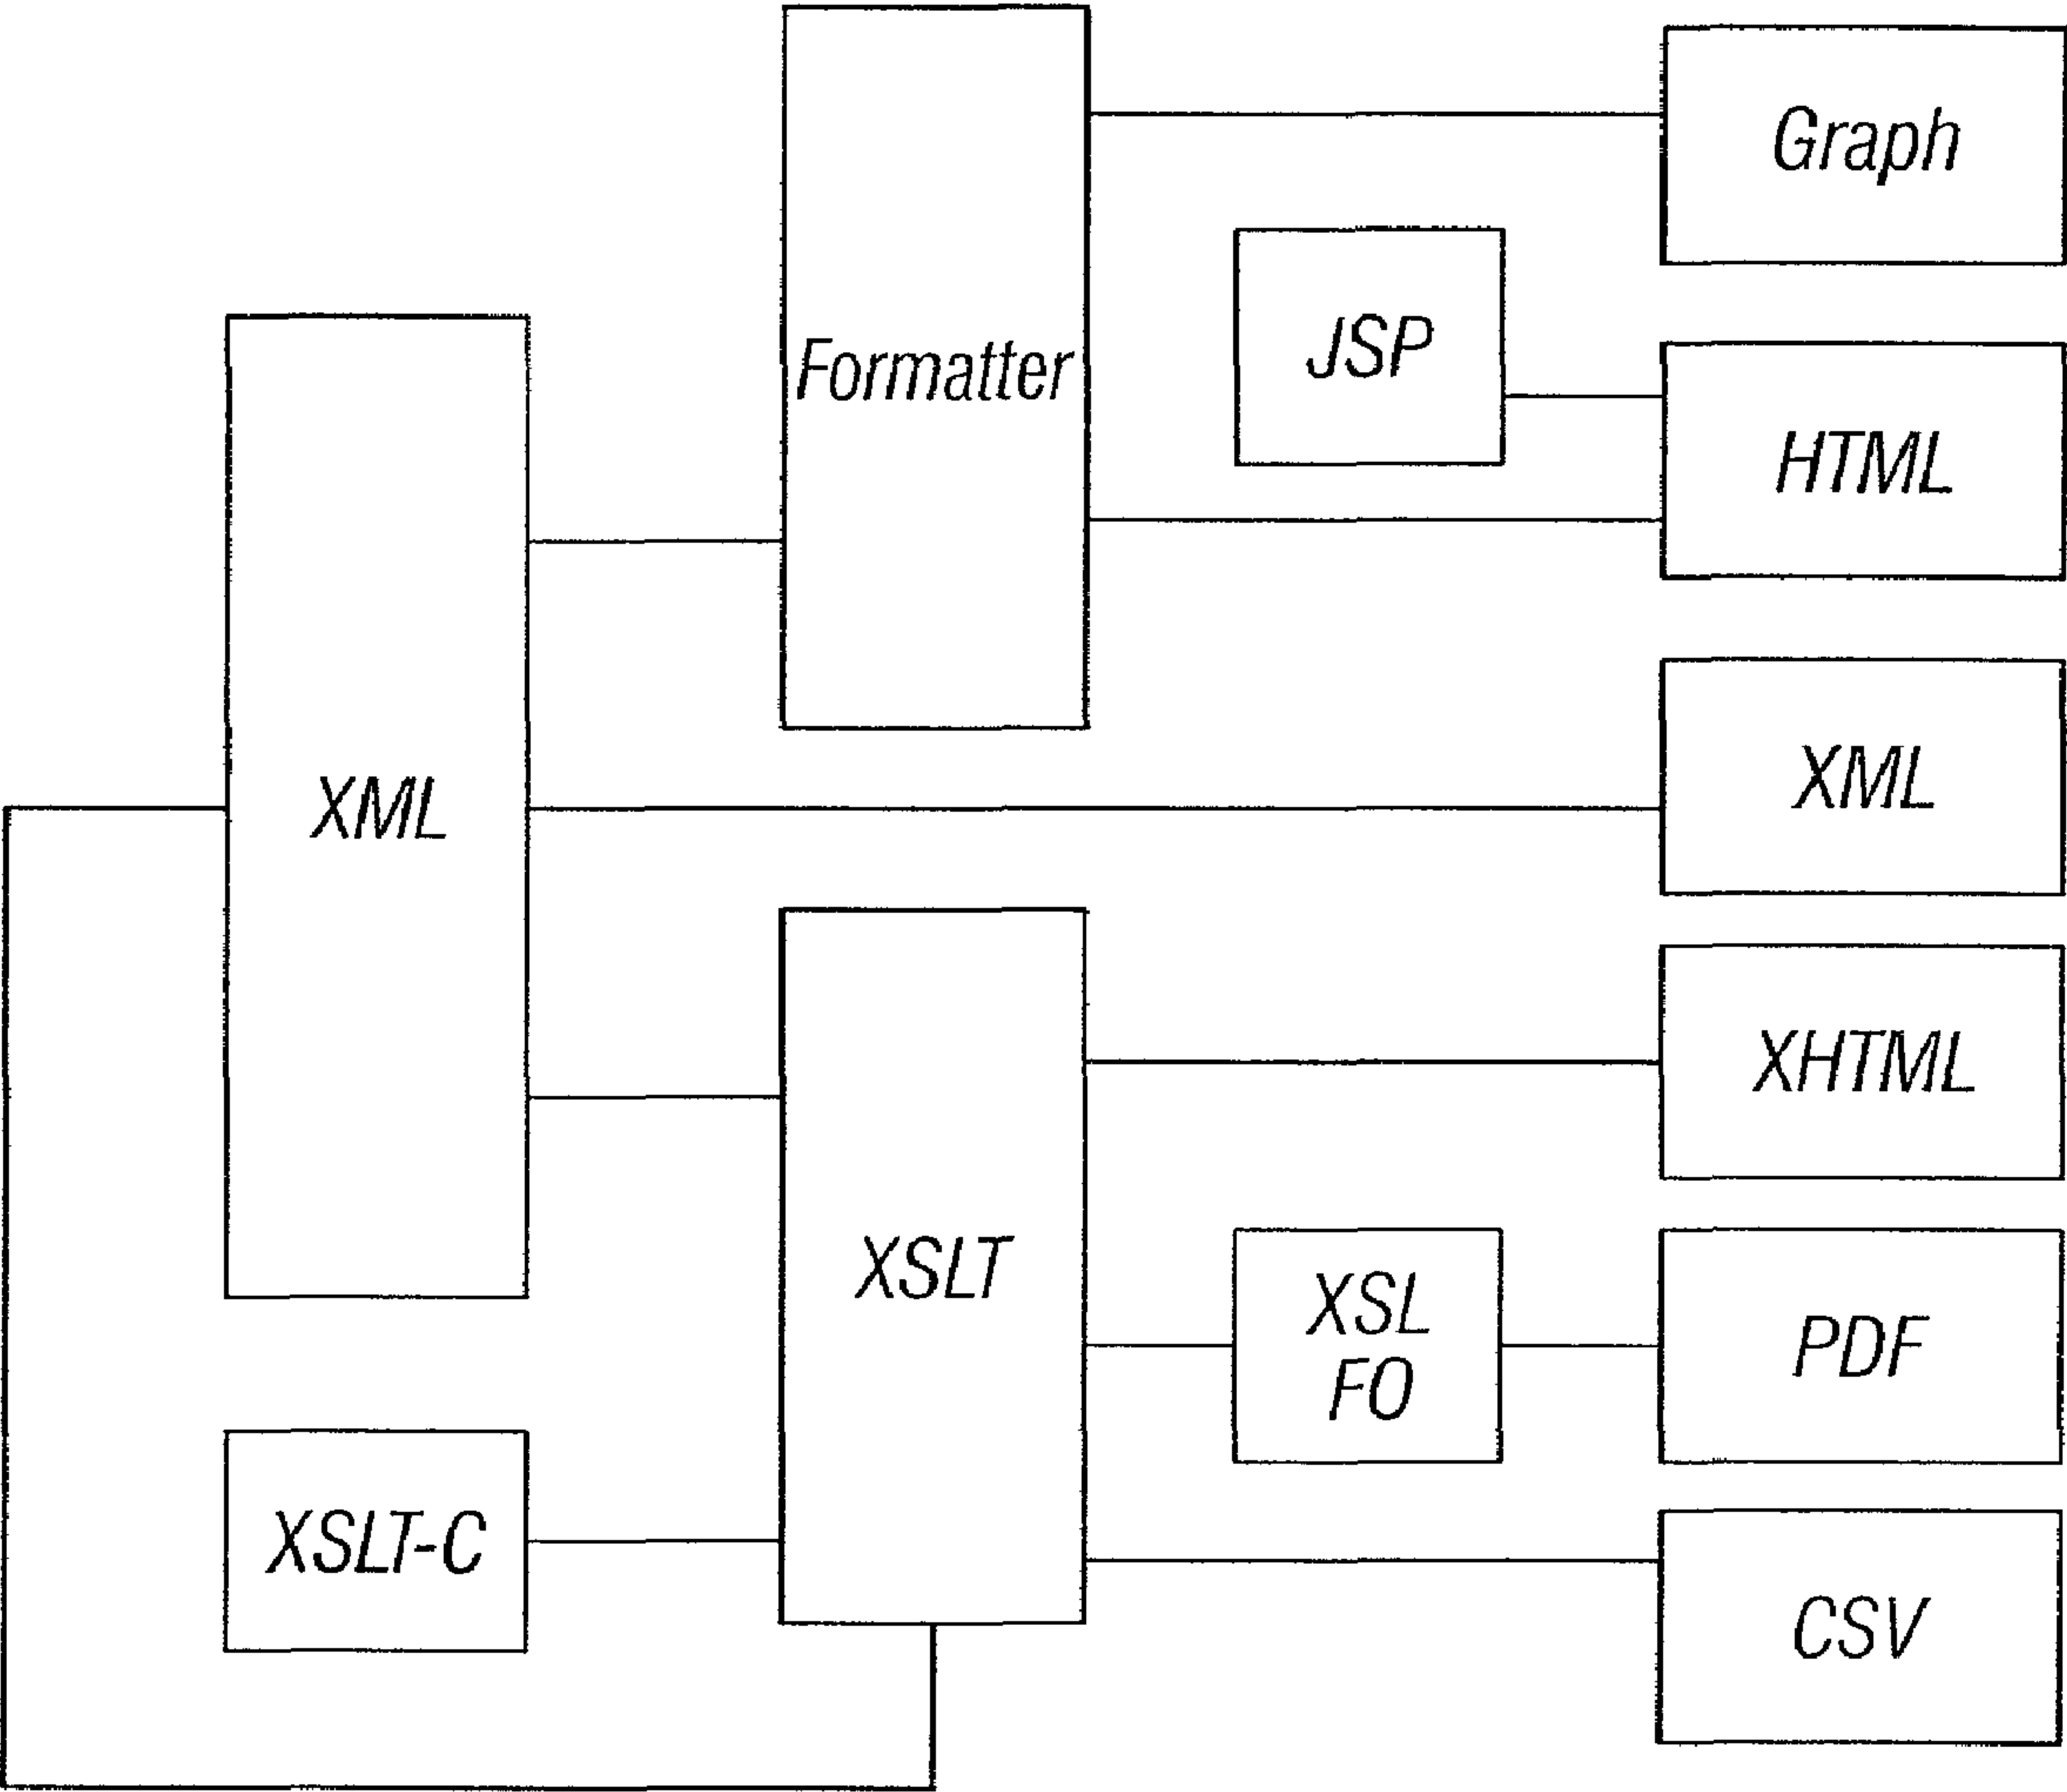 Graph
JSP
Formatter
HTML
XML
XML
XHTML
XSLT
XSL
FO
PDF
XSLT-C
CSV